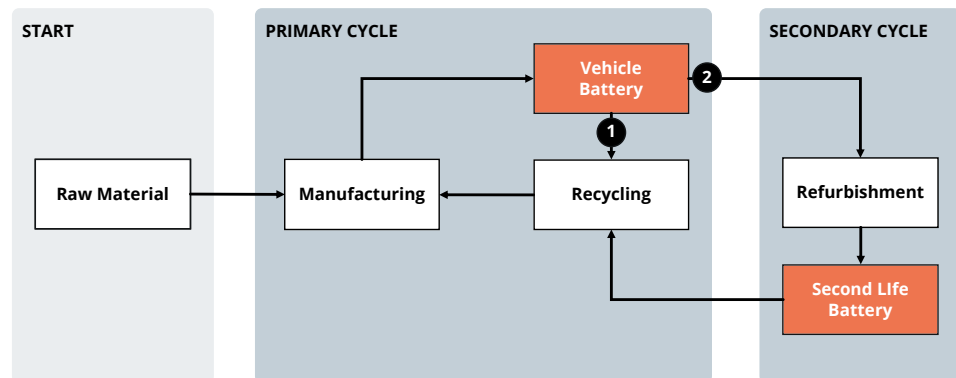 START
PRIMARY CYCLE
SECONDARY CYCLE
Vehicle
Battery
2
1
Raw Material
Manufacturing
Recycling
Refurbishment
Second LIfe
Battery